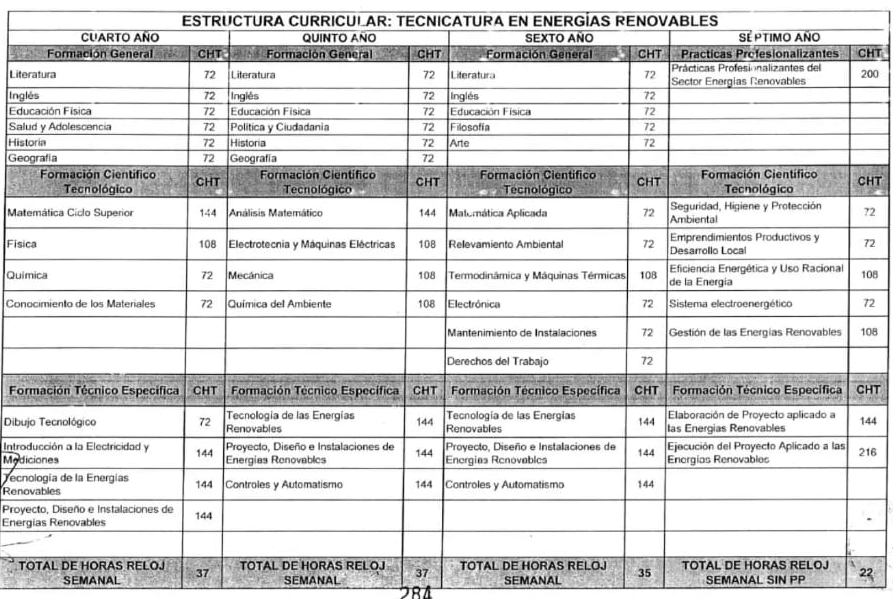 ESTRUCTURA CURRICULAR: TECNICATURA EN ENERGÍAS RENOVABLES
CUARTO AÑO QUINTO AÑO SEXTO AÑO SÉPTIMO AÑO
Formación General CHT Formación General CHT Formación General CHT Practicas Profesionalizantes CHT
Literatura 72 Literatura 72 Literatura 72 Prácticas Profesionalizantes del 200
Sector Energías Renovables
Inglés 72 Inglés 72 Inglés 72
Educación Física 72 Educación Física 72 Educación Física 72
Salud y Adolescencia 72 Política y Ciudadanía 72 Filosofía 72
Historia 72 Historia 72 Arte 72
Geografía 72 Geografía 72
Formación Científico CHT Formación Científico CHT Formación Científico CHT Formación Científico CHT
Tecnológico Tecnológico Tecnológico Tecnológico
Matemática Ciclo Superior 144 Análisis Matemático 144 Matemática Aplicada 72 Seguridad, Higiene y Protección 72
Ambiental
Física 108 Electrotecnia y Máquinas Eléctricas 108 Relevamiento Ambiental 72 Emprendimientos Productivos y 72
Desarrollo Local
Química 72 Mecánica 108 Termodinámica y Máquinas Térmicas 108 Eficiencia Energética y Uso Racional 108
de la Energía
Conocimiento de los Materiales 72 Química del Ambiente 108 Electrónica 72 Sistema electroenergético 72
Mantenimiento de Instalaciones 72 Gestión de las Energías Renovables 108
Derechos del Trabajo 72
Formación Técnico Específica CHT Formación Técnico Específica CHT Formación Técnico Específica CHT Formación Técnico Específica CHT
Dibujo Tecnológico 72 Tecnología de las Energías 144 Tecnología de las Energías 144 Elaboración de Proyecto aplicado a 144
Renovables Renovables las Energías Renovables
Introducción a la Electricidad y 144 Proyecto, Diseño e Instalaciones de 144 Proyecto, Diseño e Instalaciones de 144 Ejecución del Proyecto Aplicado a las 216
Mediciones Energías Renovables Energías Renovables Energías Renovables
Tecnología de la Energías 144 Controles y Automatismo 144 Controles y Automatismo 144
Renovables
Proyecto, Diseño e Instalaciones de 144
Energías Renovables
TOTAL DE HORAS RELOJ 37 TOTAL DE HORAS RELOJ 37 TOTAL DE HORAS RELOJ 35 TOTAL DE HORAS RELOJ 22
SEMANAL SEMANAL SEMANAL SEMANAL SIN PP
284